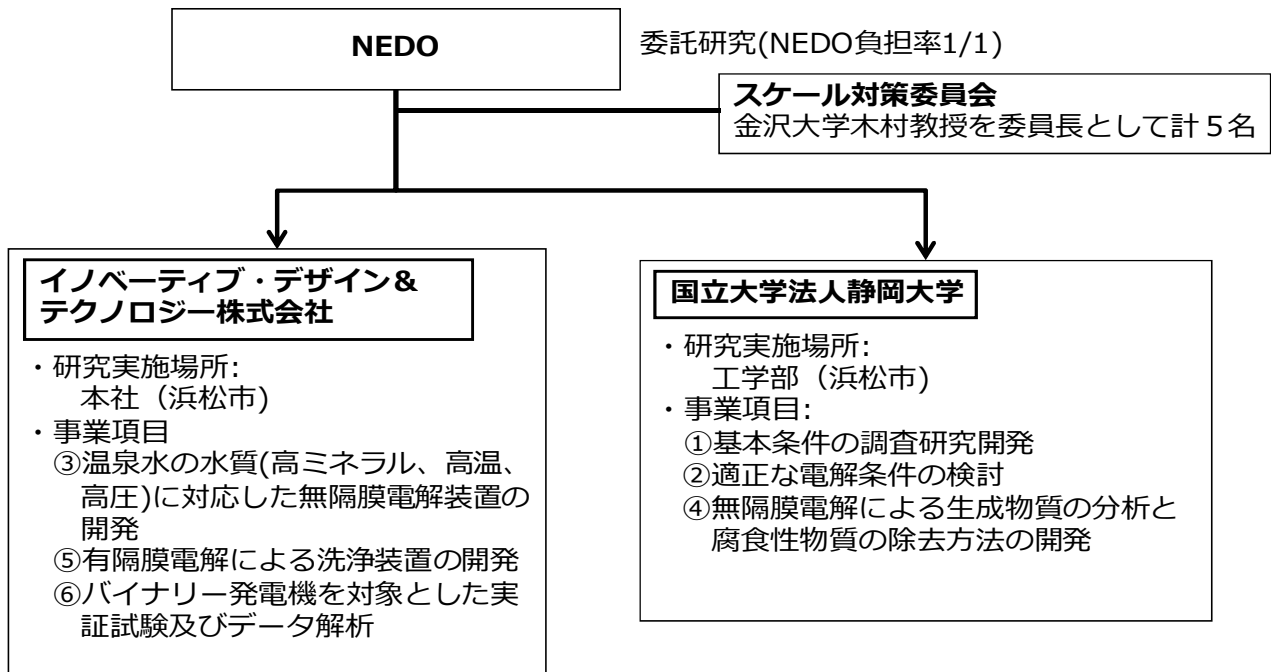 NEDO
委託研究(NEDO負担率1/1)
スケール対策委員会
金沢大学木村教授を委員長として計５名
イノベーティブ・デザイン＆
テクノロジー株式会社
・研究実施場所:
本社（浜松市)
・事業項目
③温泉水の水質(高ミネラル、高温、
高圧)に対応した無隔膜電解装置の
開発
⑤有隔膜電解による洗浄装置の開発
⑥バイナリー発電機を対象とした実
証試験及びデータ解析
国立大学法人静岡大学
・研究実施場所:
工学部（浜松市)
・事業項目:
①基本条件の調査研究開発
②適正な電解条件の検討
④無隔膜電解による生成物質の分析と
腐食性物質の除去方法の開発